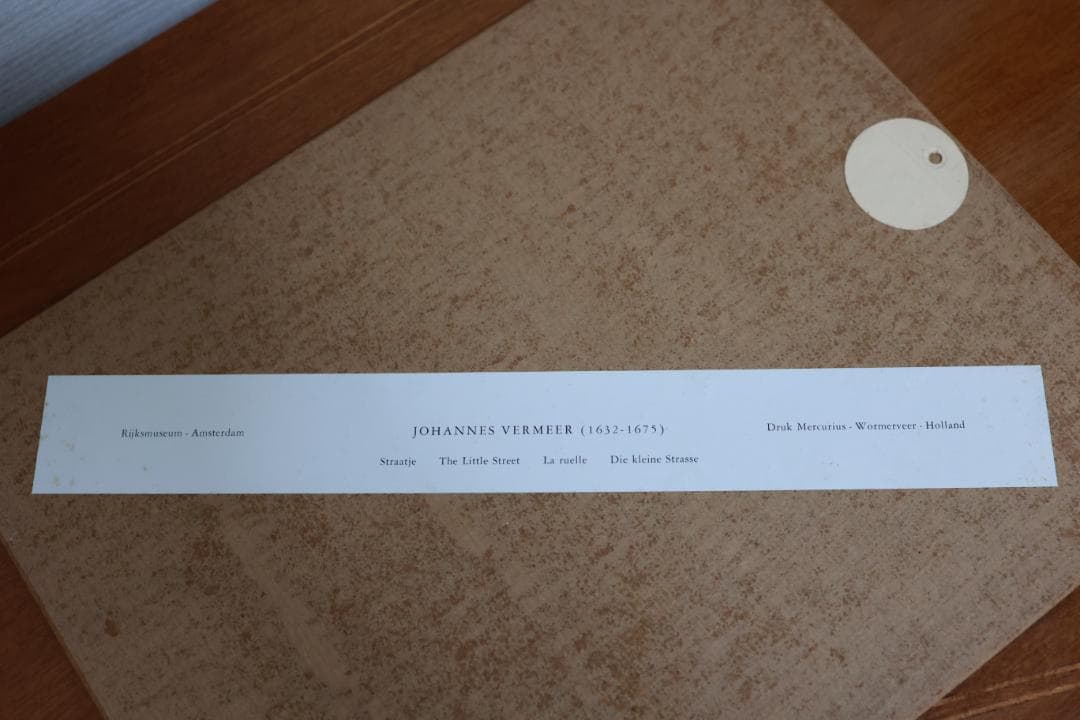 Rijksmuseum - Amsterdam
JOHANNES VERMEER (1632-1675)
Druk Mercurius - Wormerveer - Holland
Straatje The Little Street La ruelle Die kleine Strasse